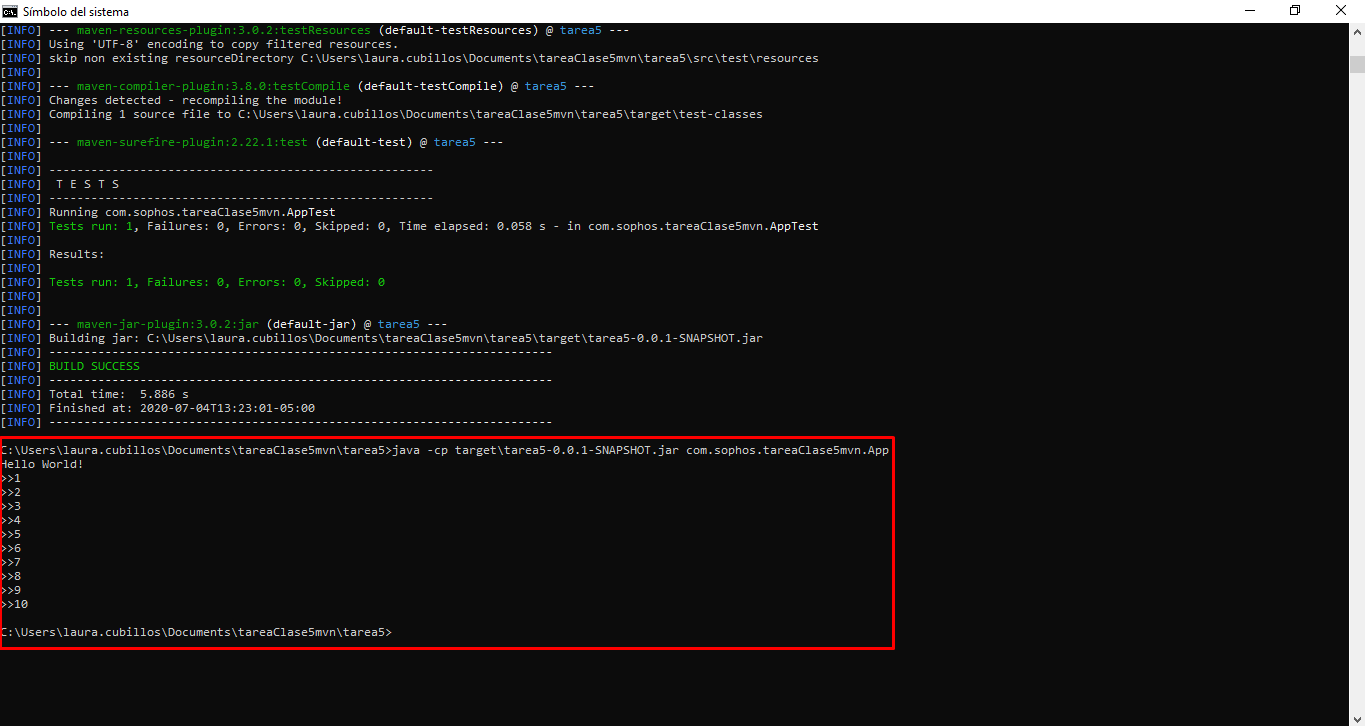 Símbolo del sistema
[INFO] --- maven-resources-plugin:3.0.2:testResources (default-testResources) @ tarea5 ---
[INFO] Using 'UTF-8' encoding to copy filtered resources.
[INFO] skip non existing resourceDirectory C:\Users\laura.cubillos\Documents\tareaClase5mvn\tarea5\src\test\resources
[INFO]
[INFO] --- maven-compiler-plugin:3.8.0:testCompile (default-testCompile) @ tarea5 ---
[INFO] Changes detected - recompiling the module!
[INFO] Compiling 1 source file to C:\Users\laura.cubillos\Documents\tareaClase5mvn\tarea5\target\test-classes
[INFO]
[INFO] --- maven-surefire-plugin:2.22.1:test (default-test) @ tarea5 ---
[INFO]
[INFO] -------------------------------------------------------
[INFO]  T E S T S
[INFO] -------------------------------------------------------
[INFO] Running com.sophos.tareaClase5mvn.AppTest
[INFO] Tests run: 1, Failures: 0, Errors: 0, Skipped: 0, Time elapsed: 0.058 s - in com.sophos.tareaClase5mvn.AppTest
[INFO]
[INFO] Results:
[INFO]
[INFO] Tests run: 1, Failures: 0, Errors: 0, Skipped: 0
[INFO]
[INFO]
[INFO] --- maven-jar-plugin:3.0.2:jar (default-jar) @ tarea5 ---
[INFO] Building jar: C:\Users\laura.cubillos\Documents\tareaClase5mvn\tarea5\target\tarea5-0.0.1-SNAPSHOT.jar
[INFO] ------------------------------------------------------------------------
[INFO] BUILD SUCCESS
[INFO] ------------------------------------------------------------------------
[INFO] Total time:  5.886 s
[INFO] Finished at: 2020-07-04T13:23:01-05:00
[INFO] ------------------------------------------------------------------------
C:\Users\laura.cubillos\Documents\tareaClase5mvn\tarea5>java -cp target\tarea5-0.0.1-SNAPSHOT.jar com.sophos.tareaClase5mvn.App
Hello World!
>>1
>>2
>>3
>>4
>>5
>>6
>>7
>>8
>>9
>>10
C:\Users\laura.cubillos\Documents\tareaClase5mvn\tarea5>